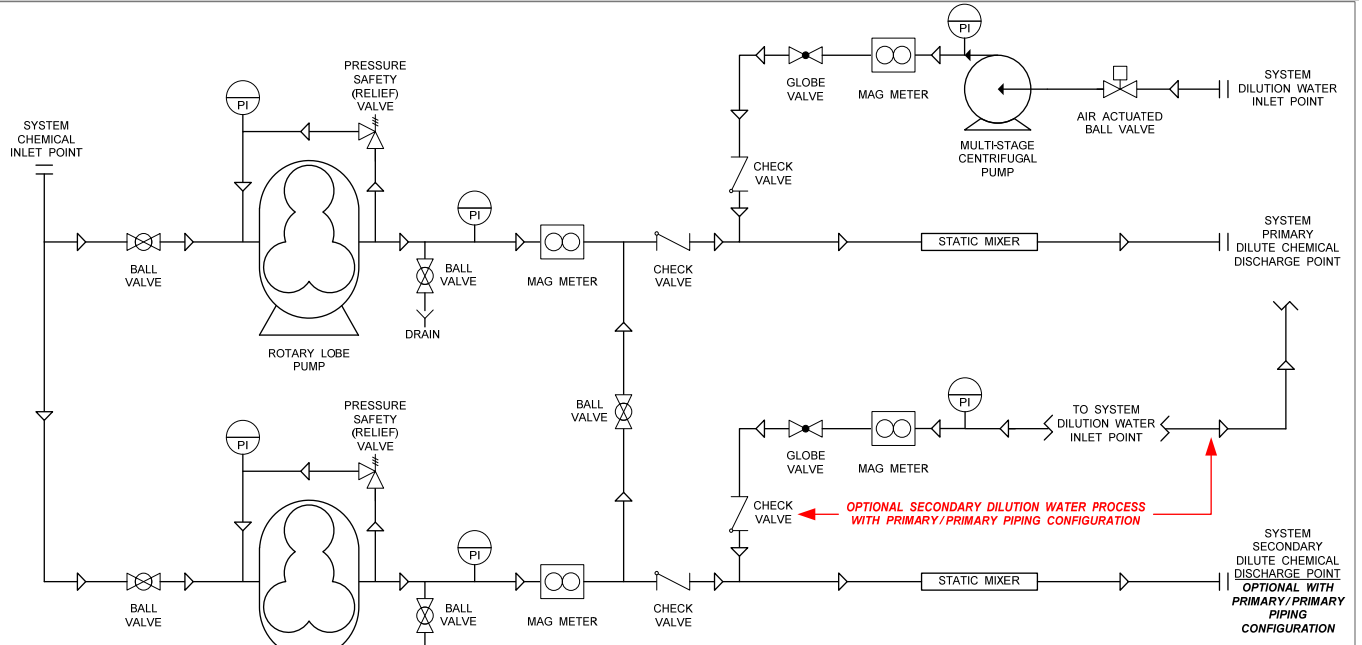 SYSTEM
CHEMICAL
INLET POINT
PI
PRESSURE
SAFETY
(RELIEF)
VALVE
BALL
VALVE
ROTARY LOBE
PUMP
PI
BALL
VALVE
DRAIN
MAG METER
CHECK
VALVE
GLOBE
VALVE
MAG METER
PI
MULTI-STAGE
CENTRIFUGAL
PUMP
AIR ACTUATED
BALL VALVE
SYSTEM
DILUTION WATER
INLET POINT
CHECK
VALVE
STATIC MIXER
SYSTEM
PRIMARY
DILUTE CHEMICAL
DISCHARGE POINT
BALL
VALVE
PI
PRESSURE
SAFETY
(RELIEF)
VALVE
BALL
VALVE
PI
BALL
VALVE
MAG METER
CHECK
VALVE
GLOBE
VALVE
MAG METER
PI
TO SYSTEM
DILUTION WATER
INLET POINT
CHECK
VALVE
OPTIONAL SECONDARY DILUTION WATER PROCESS
WITH PRIMARY/PRIMARY PIPING CONFIGURATION
STATIC MIXER
SYSTEM
SECONDARY
DILUTE CHEMICAL
DISCHARGE POINT
OPTIONAL WITH
PRIMARY/PRIMARY
PIPING
CONFIGURATION